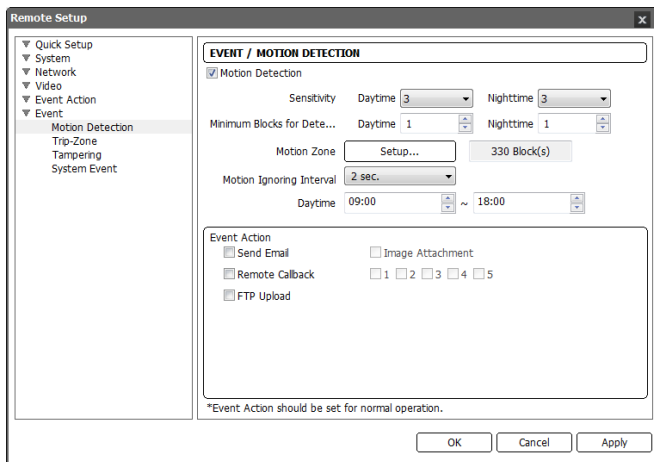 Remote Setup
x
Quick Setup
System
Network
Video
Event Action
Event
Motion Detection
Trip-Zone
Tampering
System Event
EVENT / MOTION DETECTION
Motion Detection
Sensitivity Daytime 3 Nighttime 3
Minimum Blocks for Dete... Daytime 1 Nighttime 1
Motion Zone Setup... 330 Block(s)
Motion Ignoring Interval 2 sec.
Daytime 09:00 ~ 18:00
Event Action
Send Email Image Attachment
Remote Callback 1 2 3 4 5
FTP Upload
*Event Action should be set for normal operation.
OK Cancel Apply